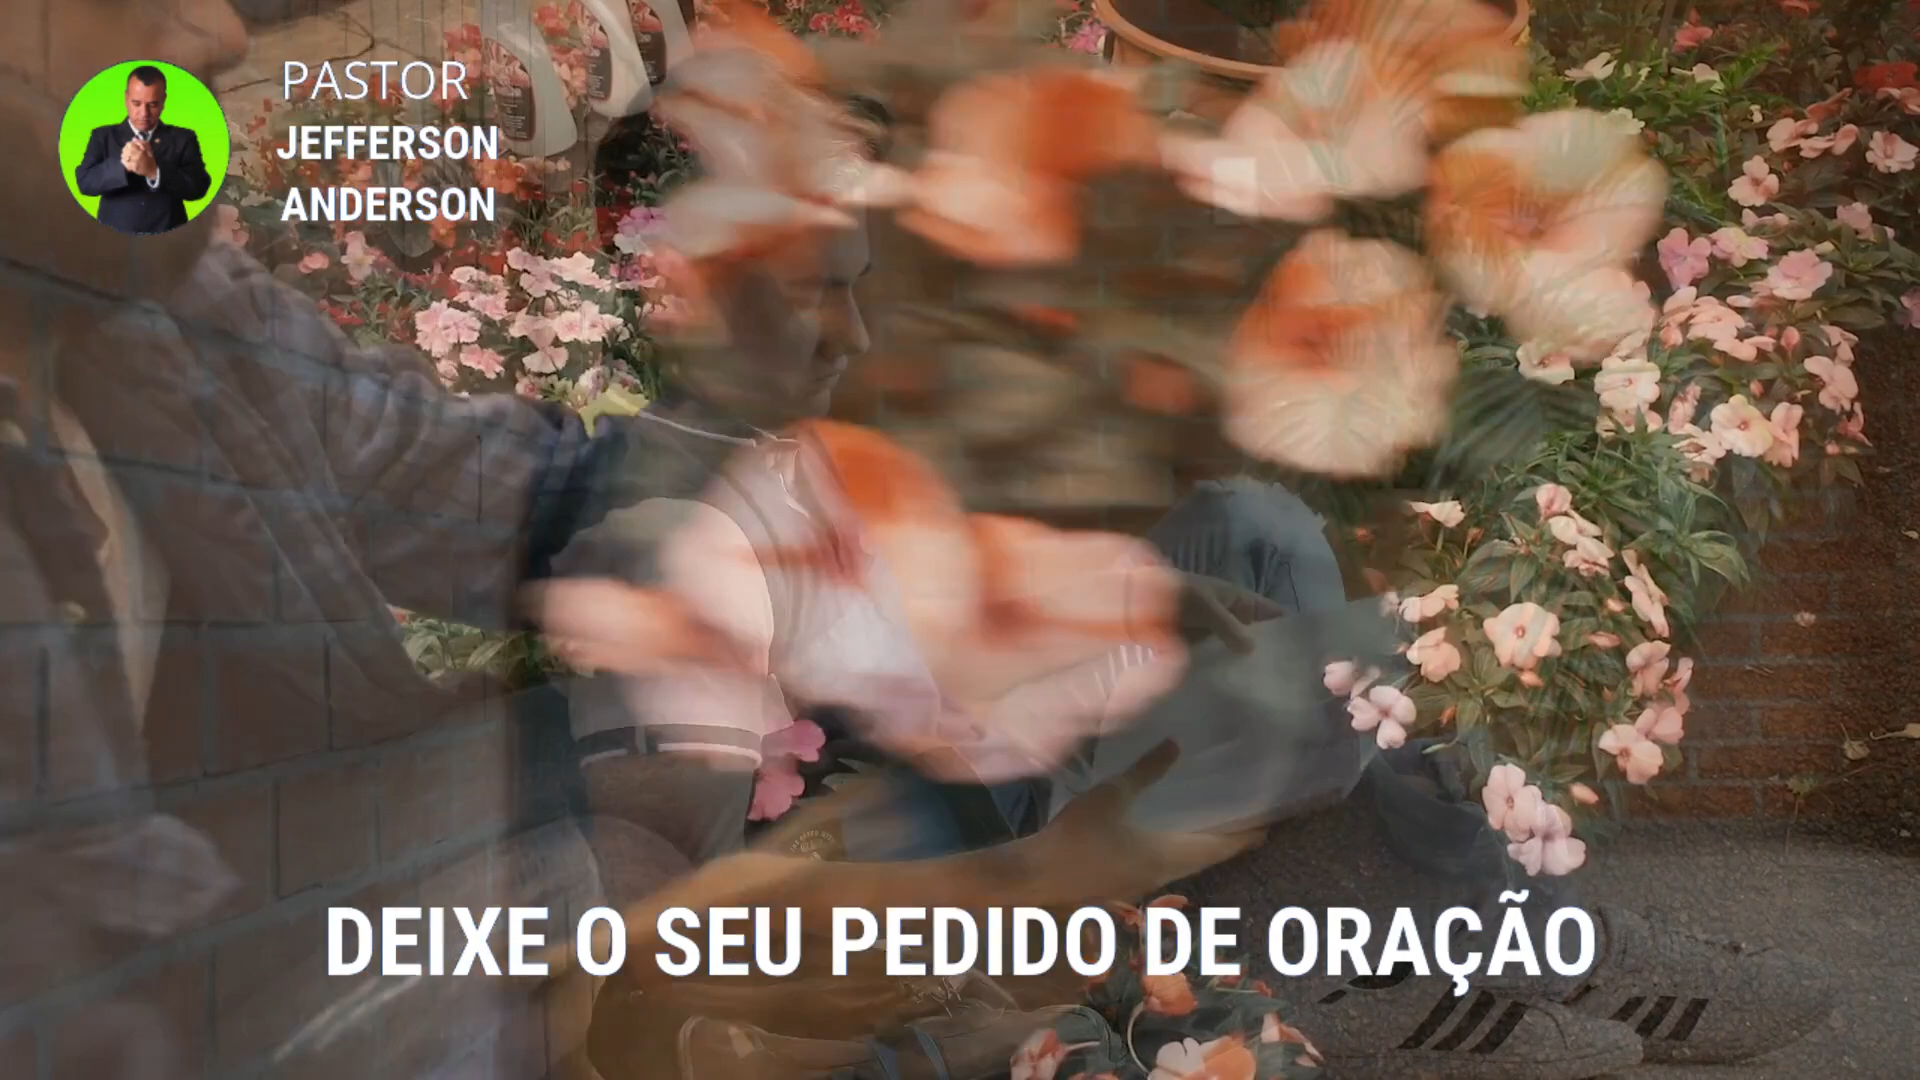 PASTOR
JEFFERSON
ANDERSON
DEIXE O SEU PEDIDO DE ORAÇÃO